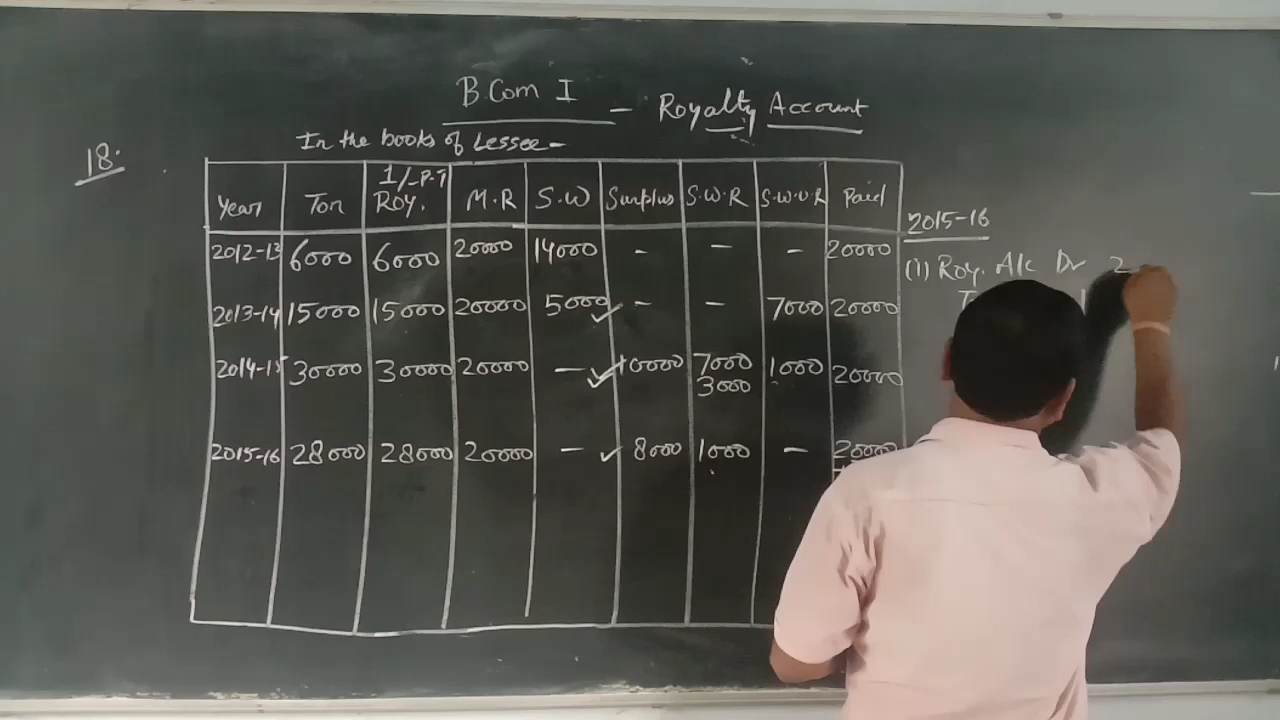 B.Com I - Royalty Account
18.
In the books of Lessee-
Year Ton 1/- P.T Roy. M.R S.W Surplus S.W.R S.W.U.R Paid
2012-13 6000 6000 20000 14000 - - - 20000
2013-14 15000 15000 20000 5000 - - 7000 20000
2014-15 30000 30000 20000 - 10000 7000 1000 20000
3000
2015-16 28000 28000 20000 - 8000 1000 - 20000
2015-16
(1) Roy. A/c Dr 2